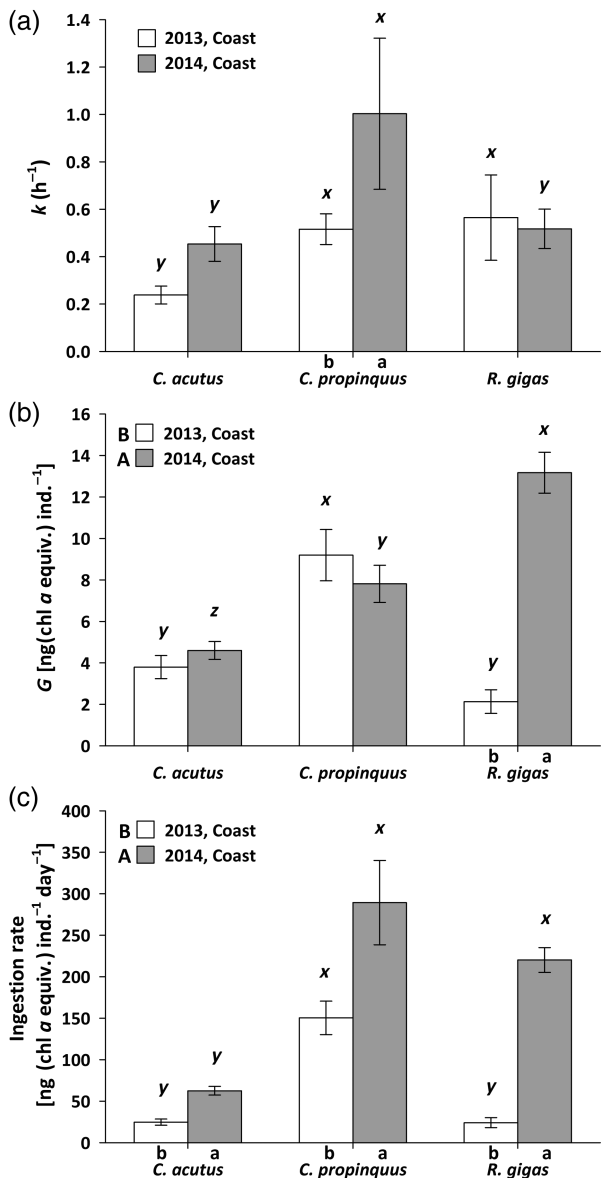 (a)
1.4
1.2
1.0
0.8
0.6
0.4
0.2
0.0
k (h⁻¹)
2013, Coast
2014, Coast
y
y
x
x
x
y
b a
C. acutus C. propinquus R. gigas
(b)
16
14
12
10
8
6
4
2
0
G [ng(chl a equiv.) ind.⁻¹]
B 2013, Coast
A 2014, Coast
y
z
x
y
y
x
b a
C. acutus C. propinquus R. gigas
(c)
400
350
300
250
200
150
100
50
0
Ingestion rate
[ng (chl a equiv.) ind.⁻¹ day⁻¹]
B 2013, Coast
A 2014, Coast
y
y
x
x
y
x
b a b a b a
C. acutus C. propinquus R. gigas